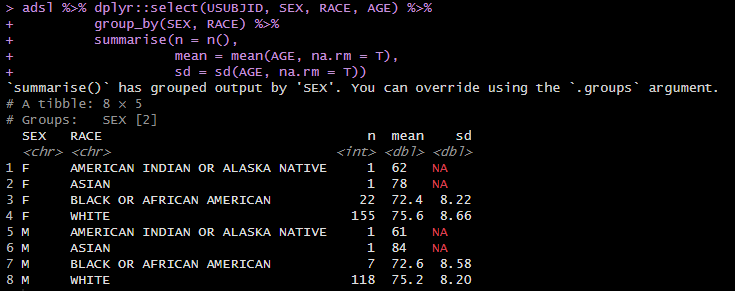 > adsl %>% dplyr::select(USUBJID, SEX, RACE, AGE) %>%
+         group_by(SEX, RACE) %>%
+         summarise(n = n(),
+                   mean = mean(AGE, na.rm = T),
+                   sd = sd(AGE, na.rm = T))
`summarise()` has grouped output by 'SEX'. You can override using the `.groups` argument.
# A tibble: 8 × 5
# Groups:   SEX [2]
  SEX   RACE                                 n  mean    sd
  <chr> <chr>                            <int> <dbl> <dbl>
1 F     AMERICAN INDIAN OR ALASKA NATIVE     1  62   NA
2 F     ASIAN                                1  78   NA
3 F     BLACK OR AFRICAN AMERICAN           22  72.4  8.22
4 F     WHITE                              155  75.6  8.66
5 M     AMERICAN INDIAN OR ALASKA NATIVE     1  61   NA
6 M     ASIAN                                1  84   NA
7 M     BLACK OR AFRICAN AMERICAN            7  72.6  8.58
8 M     WHITE                              118  75.2  8.20